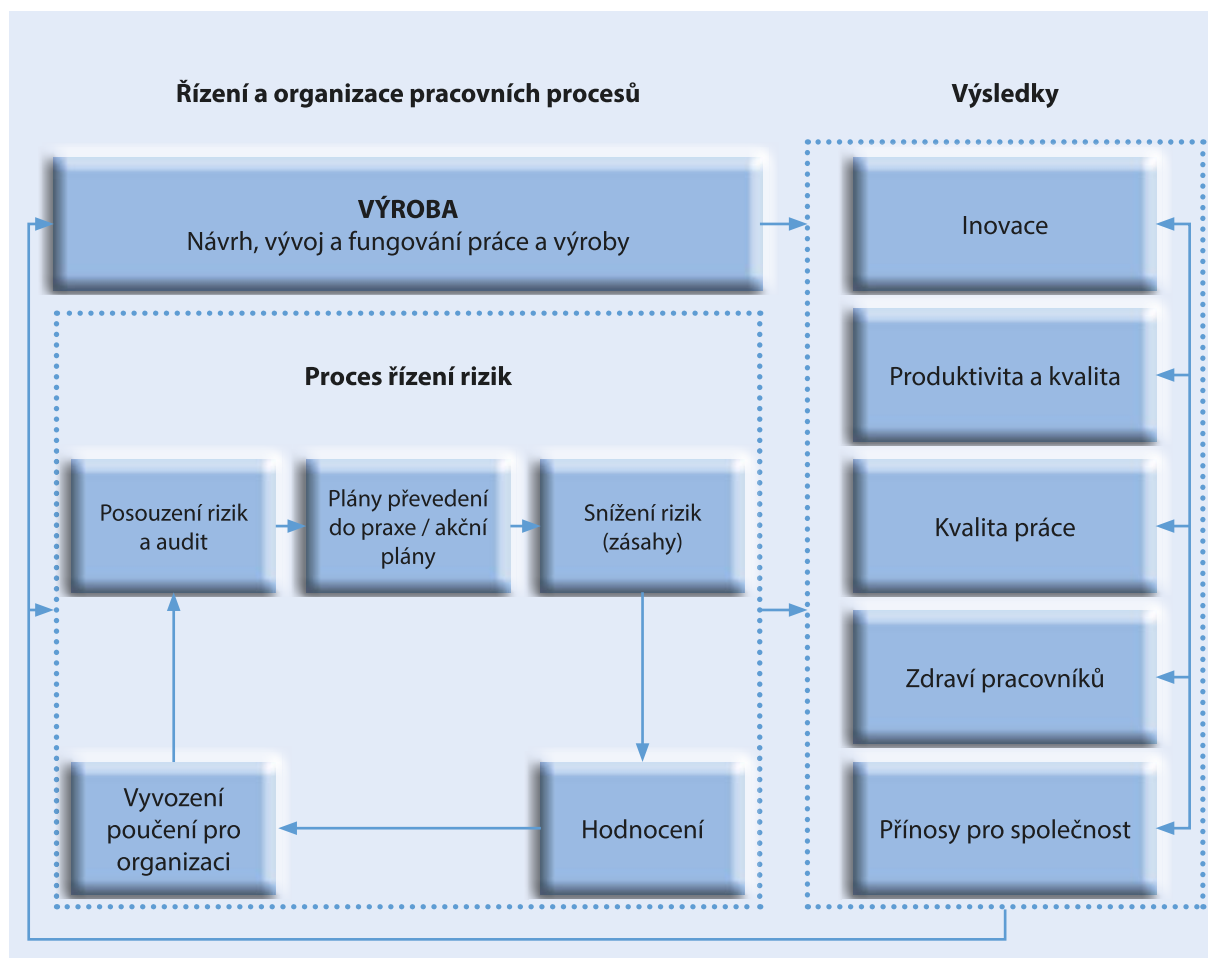 Řízení a organizace pracovních procesů
Výsledky
VÝROBA
Návrh, vývoj a fungování práce a výroby
Inovace
Proces řízení rizik
Produktivita a kvalita
Posouzení rizik
a audit
Plány převedení
do praxe / akční
plány
Snížení rizik
(zásahy)
Kvalita práce
Zdraví pracovníků
Vyvození
poučení pro
organizaci
Hodnocení
Přínosy pro společnost